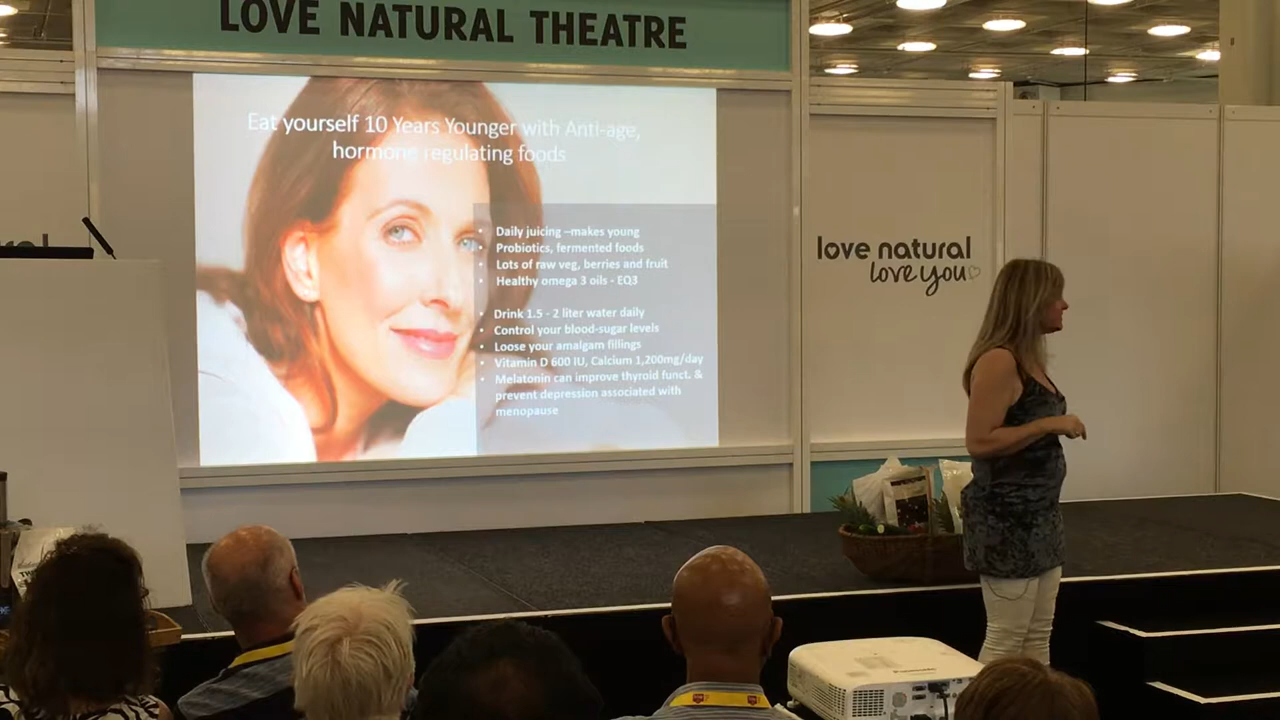 LOVE NATURAL THEATRE
Eat yourself 10 Years Younger with Anti-age,
hormone regulating foods
• Daily juicing –makes young
• Probiotics, fermented foods
• Lots of raw veg, berries and fruit
• Healthy omega 3 oils - EQ3
• Drink 1.5 - 2 liter water daily
• Control your blood-sugar levels
• Loose your amalgam fillings
• Vitamin D 600 IU, Calcium 1,200mg/day
• Melatonin can improve thyroid funct. &
prevent depression associated with
menopause
love natural
love you
Panasonic